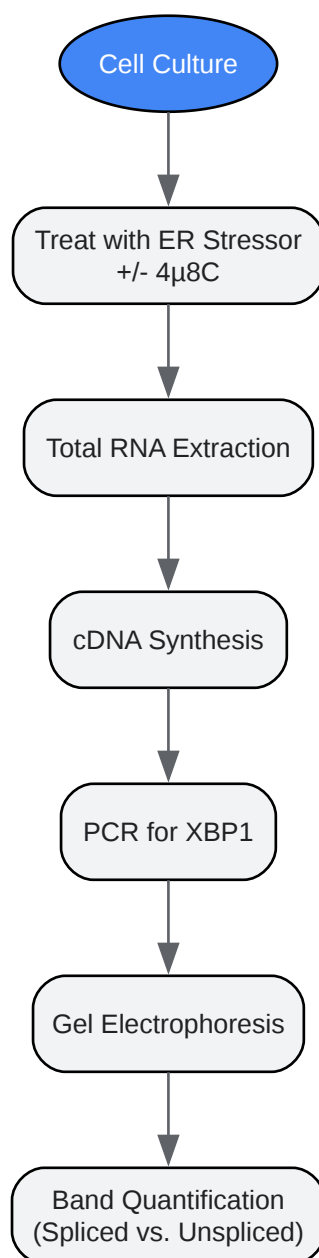 Cell Culture
Treat with ER Stressor
+/- 4µ8C
Total RNA Extraction
cDNA Synthesis
PCR for XBP1
Gel Electrophoresis
Band Quantification
(Spliced vs. Unspliced)